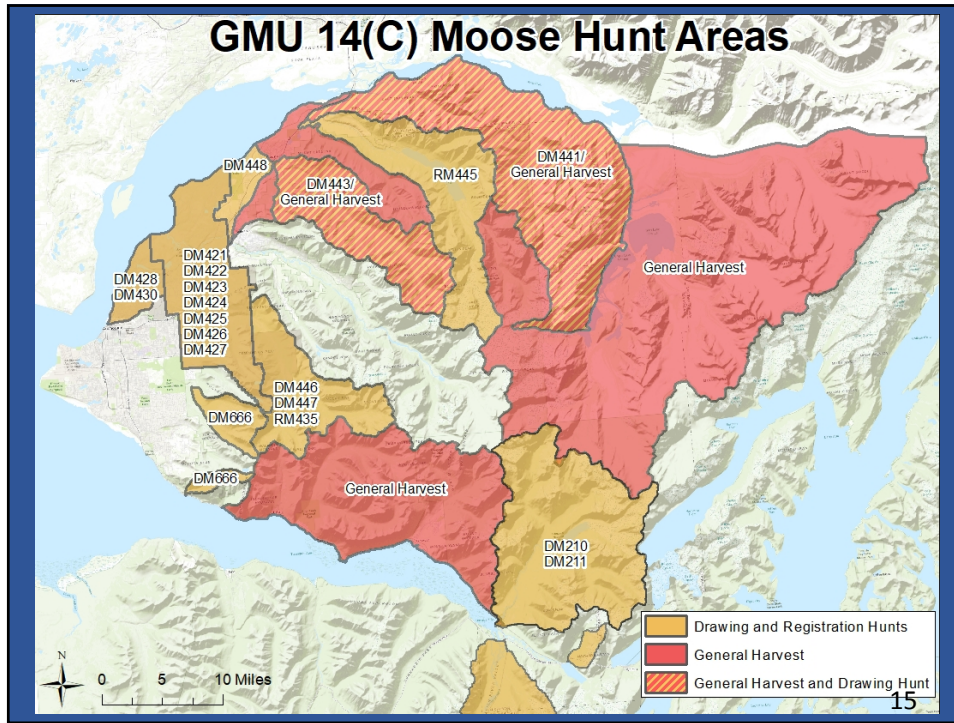 GMU 14(C) Moose Hunt Areas
DM448
DM443/
General Harvest
RM445
DM441/
General Harvest
General Harvest
DM428
DM430
DM421
DM422
DM423
DM424
DM425
DM426
DM427
DM446
DM447
RM435
DM666
DM666
General Harvest
DM210
DM211
Drawing and Registration Hunts
General Harvest
General Harvest and Drawing Hunt
N
0 5 10 Miles
15